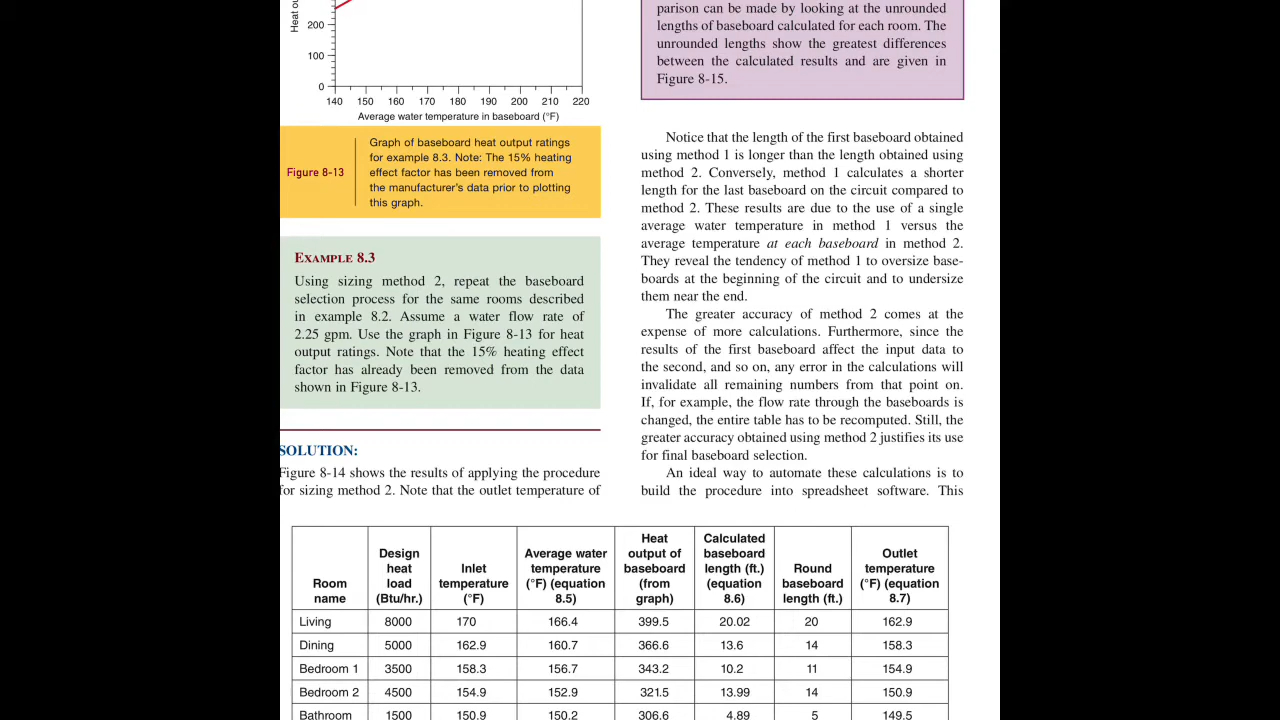 Heat ou
200
100
0
140 150 160 170 180 190 200 210 220
Average water temperature in baseboard (°F)
Figure 8-13
Graph of baseboard heat output ratings
for example 8.3. Note: The 15% heating
effect factor has been removed from
the manufacturer's data prior to plotting
this graph.
EXAMPLE 8.3
Using sizing method 2, repeat the baseboard
selection process for the same rooms described
in example 8.2. Assume a water flow rate of
2.25 gpm. Use the graph in Figure 8-13 for heat
output ratings. Note that the 15% heating effect
factor has already been removed from the data
shown in Figure 8-13.
SOLUTION:
Figure 8-14 shows the results of applying the procedure
for sizing method 2. Note that the outlet temperature of
parison can be made by looking at the unrounded
lengths of baseboard calculated for each room. The
unrounded lengths show the greatest differences
between the calculated results and are given in
Figure 8-15.
Notice that the length of the first baseboard obtained
using method 1 is longer than the length obtained using
method 2. Conversely, method 1 calculates a shorter
length for the last baseboard on the circuit compared to
method 2. These results are due to the use of a single
average water temperature in method 1 versus the
average temperature at each baseboard in method 2.
They reveal the tendency of method 1 to oversize base-
boards at the beginning of the circuit and to undersize
them near the end.
The greater accuracy of method 2 comes at the
expense of more calculations. Furthermore, since the
results of the first baseboard affect the input data to
the second, and so on, any error in the calculations will
invalidate all remaining numbers from that point on.
If, for example, the flow rate through the baseboards is
changed, the entire table has to be recomputed. Still, the
greater accuracy obtained using method 2 justifies its use
for final baseboard selection.
An ideal way to automate these calculations is to
build the procedure into spreadsheet software. This
Room
name
Design
heat
load
(Btu/hr.)
Inlet
temperature
(°F)
Average water
temperature
(°F) (equation
8.5)
Heat
output of
baseboard
(from
graph)
Calculated
baseboard
length (ft.)
(equation
8.6)
Round
baseboard
length (ft.)
Outlet
temperature
(°F) (equation
8.7)
Living 8000 170 166.4 399.5 20.02 20 162.9
Dining 5000 162.9 160.7 366.6 13.6 14 158.3
Bedroom 1 3500 158.3 156.7 343.2 10.2 11 154.9
Bedroom 2 4500 154.9 152.9 321.5 13.99 14 150.9
Bathroom 1500 150.9 150.2 306.6 4.89 5 149.5